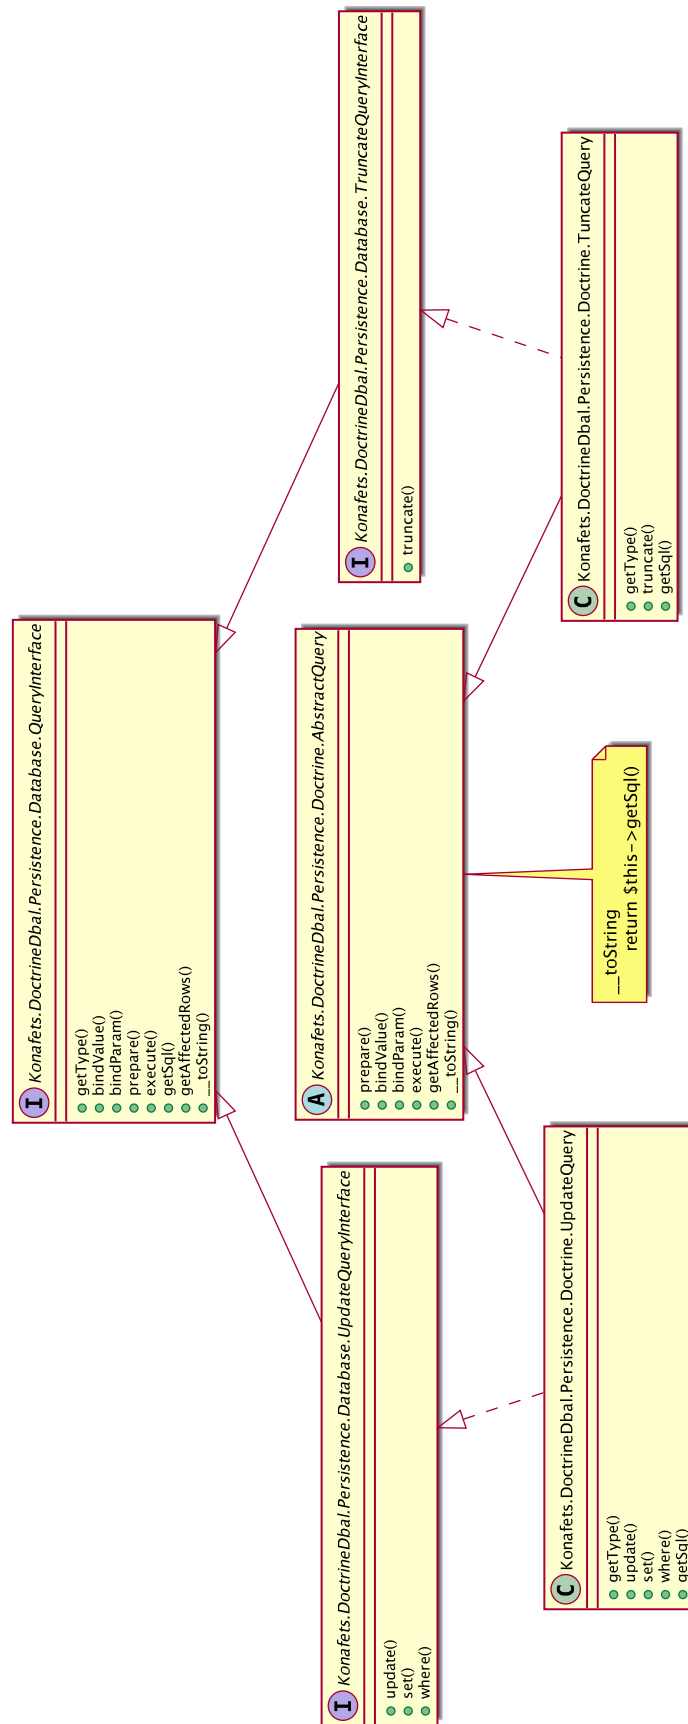 I Konafets.DoctrineDbal.Persistence.Database.QueryInterface
getType()
bindValue()
bindParam()
prepare()
execute()
getSql()
getAffectedRows()
__toString()
I Konafets.DoctrineDbal.Persistence.Database.UpdateQueryInterface
update()
set()
where()
A Konafets.DoctrineDbal.Persistence.Doctrine.AbstractQuery
prepare()
bindValue()
bindParam()
execute()
getAffectedRows()
__toString()
I Konafets.DoctrineDbal.Persistence.Database.TruncateQueryInterface
truncate()
C Konafets.DoctrineDbal.Persistence.Doctrine.UpdateQuery
getType()
update()
set()
where()
getSql()
__toString
return $this->getSql()
C Konafets.DoctrineDbal.Persistence.Doctrine.TuncateQuery
getType()
truncate()
getSql()